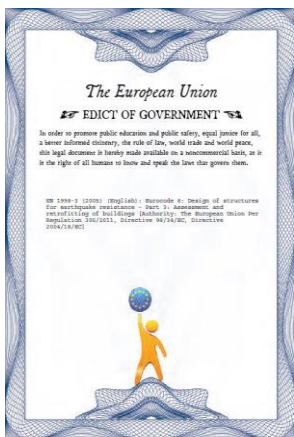 The European Union
EDICT OF GOVERNMENT
In order to promote public education and public safety, equal justice for all,
a better informed citizenry, the rule of law, world trade and world peace,
this legal document is hereby made available on a noncommercial basis, as it
is the right of all humans to know and speak the laws that govern them.
EN 1998-3 (2005) (English): Eurocode 8: Design of structures
for earthquake resistance - Part 3: Assessment and
retrofitting of buildings [Authority: The European Union Per
Regulation 305/2011, Directive 98/34/EC, Directive
2004/18/EC]